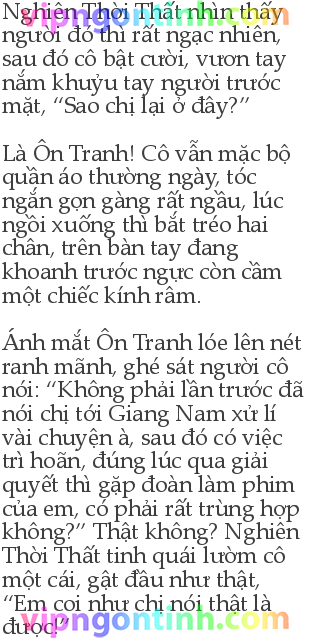 vipngontinh.com
Nghiên Thời Thất nhìn thấy
người đó thì rất ngạc nhiên,
sau đó cô bật cười, vươn tay
nắm khuỷu tay người trước
mặt, “Sao chị lại ở đây?”
Là Ôn Tranh! Cô vẫn mặc bộ
quần áo thường ngày, tóc
ngắn gọn gàng rất ngầu, lúc
ngồi xuống thì bắt tréo hai
chân, trên bàn tay đang
khoanh trước ngực còn cầm
một chiếc kính râm.
Ánh mắt Ôn Tranh lóe lên nét
ranh mãnh, ghé sát người cô
nói: “Không phải lần trước đã
nói chị tới Giang Nam xử lí
vài chuyện à, sau đó có việc
trì hoãn, đúng lúc qua giải
quyết thì gặp đoàn làm phim
của em, có phải rất trùng hợp
không?” Thật không? Nghiên
Thời Thất tinh quái lườm cô
một cái, gật đầu như thật,
“Em coi như chị nói thật là
được!”
vipngontinh.com